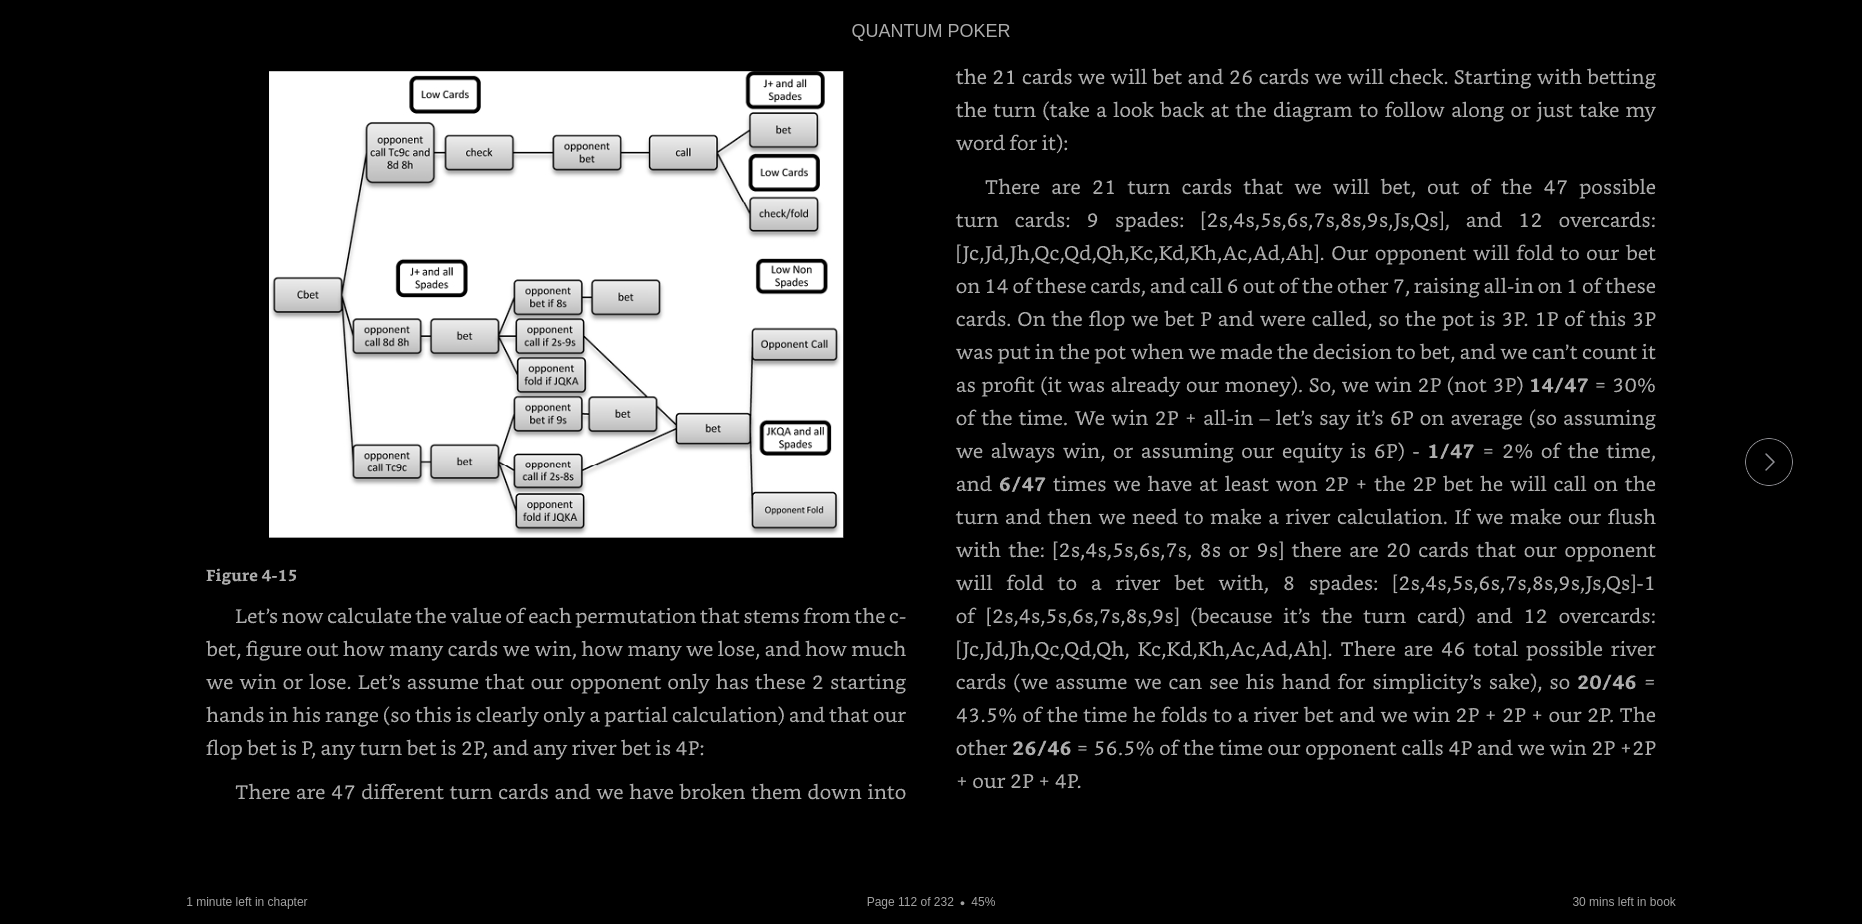 QUANTUM POKER
Low Cards
J+ and all
Spades
bet
opponent
call Tc9c and
8d 8h
check
opponent
bet
call
Low Cards
check/fold
J+ and all
Spades
Low Non
Spades
Cbet
opponent
bet if 8s
bet
opponent
call 8d 8h
bet
opponent
call if 2s-9s
Opponent Call
opponent
fold if JQKA
opponent
bet if 9s
bet
bet
JKQA and all
Spades
opponent
call Tc9c
bet
opponent
call if 2s-8s
opponent
fold if JQKA
Opponent Fold
Figure 4-15
Let’s now calculate the value of each permutation that stems from the c-
bet, figure out how many cards we win, how many we lose, and how much
we win or lose. Let’s assume that our opponent only has these 2 starting
hands in his range (so this is clearly only a partial calculation) and that our
flop bet is P, any turn bet is 2P, and any river bet is 4P:
There are 47 different turn cards and we have broken them down into
the 21 cards we will bet and 26 cards we will check. Starting with betting
the turn (take a look back at the diagram to follow along or just take my
word for it):
There are 21 turn cards that we will bet, out of the 47 possible
turn cards: 9 spades: [2s,4s,5s,6s,7s,8s,9s,Js,Qs], and 12 overcards:
[Jc,Jd,Jh,Qc,Qd,Qh,Kc,Kd,Kh,Ac,Ad,Ah]. Our opponent will fold to our bet
on 14 of these cards, and call 6 out of the other 7, raising all-in on 1 of these
cards. On the flop we bet P and were called, so the pot is 3P. 1P of this 3P
was put in the pot when we made the decision to bet, and we can’t count it
as profit (it was already our money). So, we win 2P (not 3P) 14/47 = 30%
of the time. We win 2P + all-in – let’s say it’s 6P on average (so assuming
we always win, or assuming our equity is 6P) - 1/47 = 2% of the time,
and 6/47 times we have at least won 2P + the 2P bet he will call on the
turn and then we need to make a river calculation. If we make our flush
with the: [2s,4s,5s,6s,7s, 8s or 9s] there are 20 cards that our opponent
will fold to a river bet with, 8 spades: [2s,4s,5s,6s,7s,8s,9s,Js,Qs]-1
of [2s,4s,5s,6s,7s,8s,9s] (because it’s the turn card) and 12 overcards:
[Jc,Jd,Jh,Qc,Qd,Qh, Kc,Kd,Kh,Ac,Ad,Ah]. There are 46 total possible river
cards (we assume we can see his hand for simplicity’s sake), so 20/46 =
43.5% of the time he folds to a river bet and we win 2P + 2P + our 2P. The
other 26/46 = 56.5% of the time our opponent calls 4P and we win 2P +2P
+ our 2P + 4P.
1 minute left in chapter
Page 112 of 232 • 45%
30 mins left in book